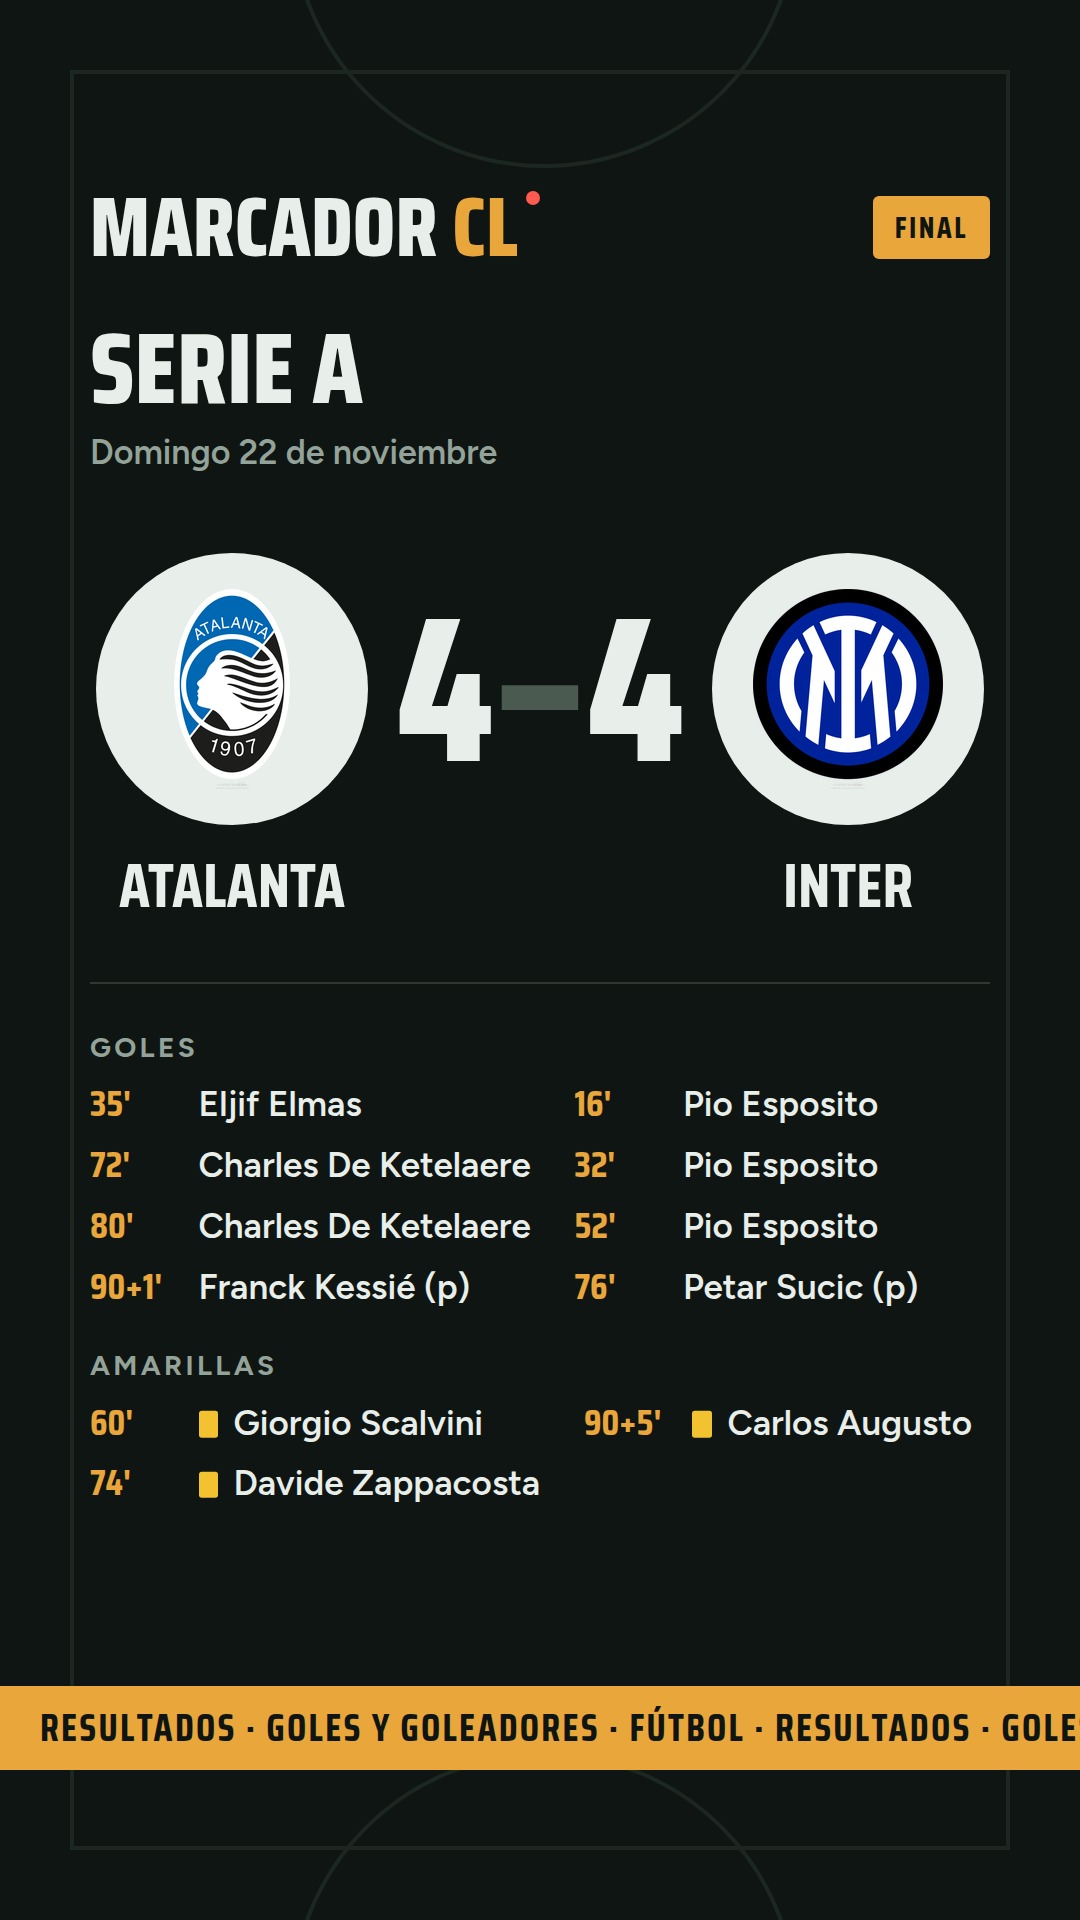 MARCADOR CL
FINAL
SERIE A
Domingo 22 de noviembre
ATALANTA
1907
4–4
ATALANTA
INTER
GOLES
35' Eljif Elmas
16' Pio Esposito
72' Charles De Ketelaere
32' Pio Esposito
80' Charles De Ketelaere
52' Pio Esposito
90+1' Franck Kessié (p)
76' Petar Sucic (p)
AMARILLAS
60' Giorgio Scalvini
90+5' Carlos Augusto
74' Davide Zappacosta
RESULTADOS · GOLES Y GOLEADORES · FÚTBOL · RESULTADOS · GOLES